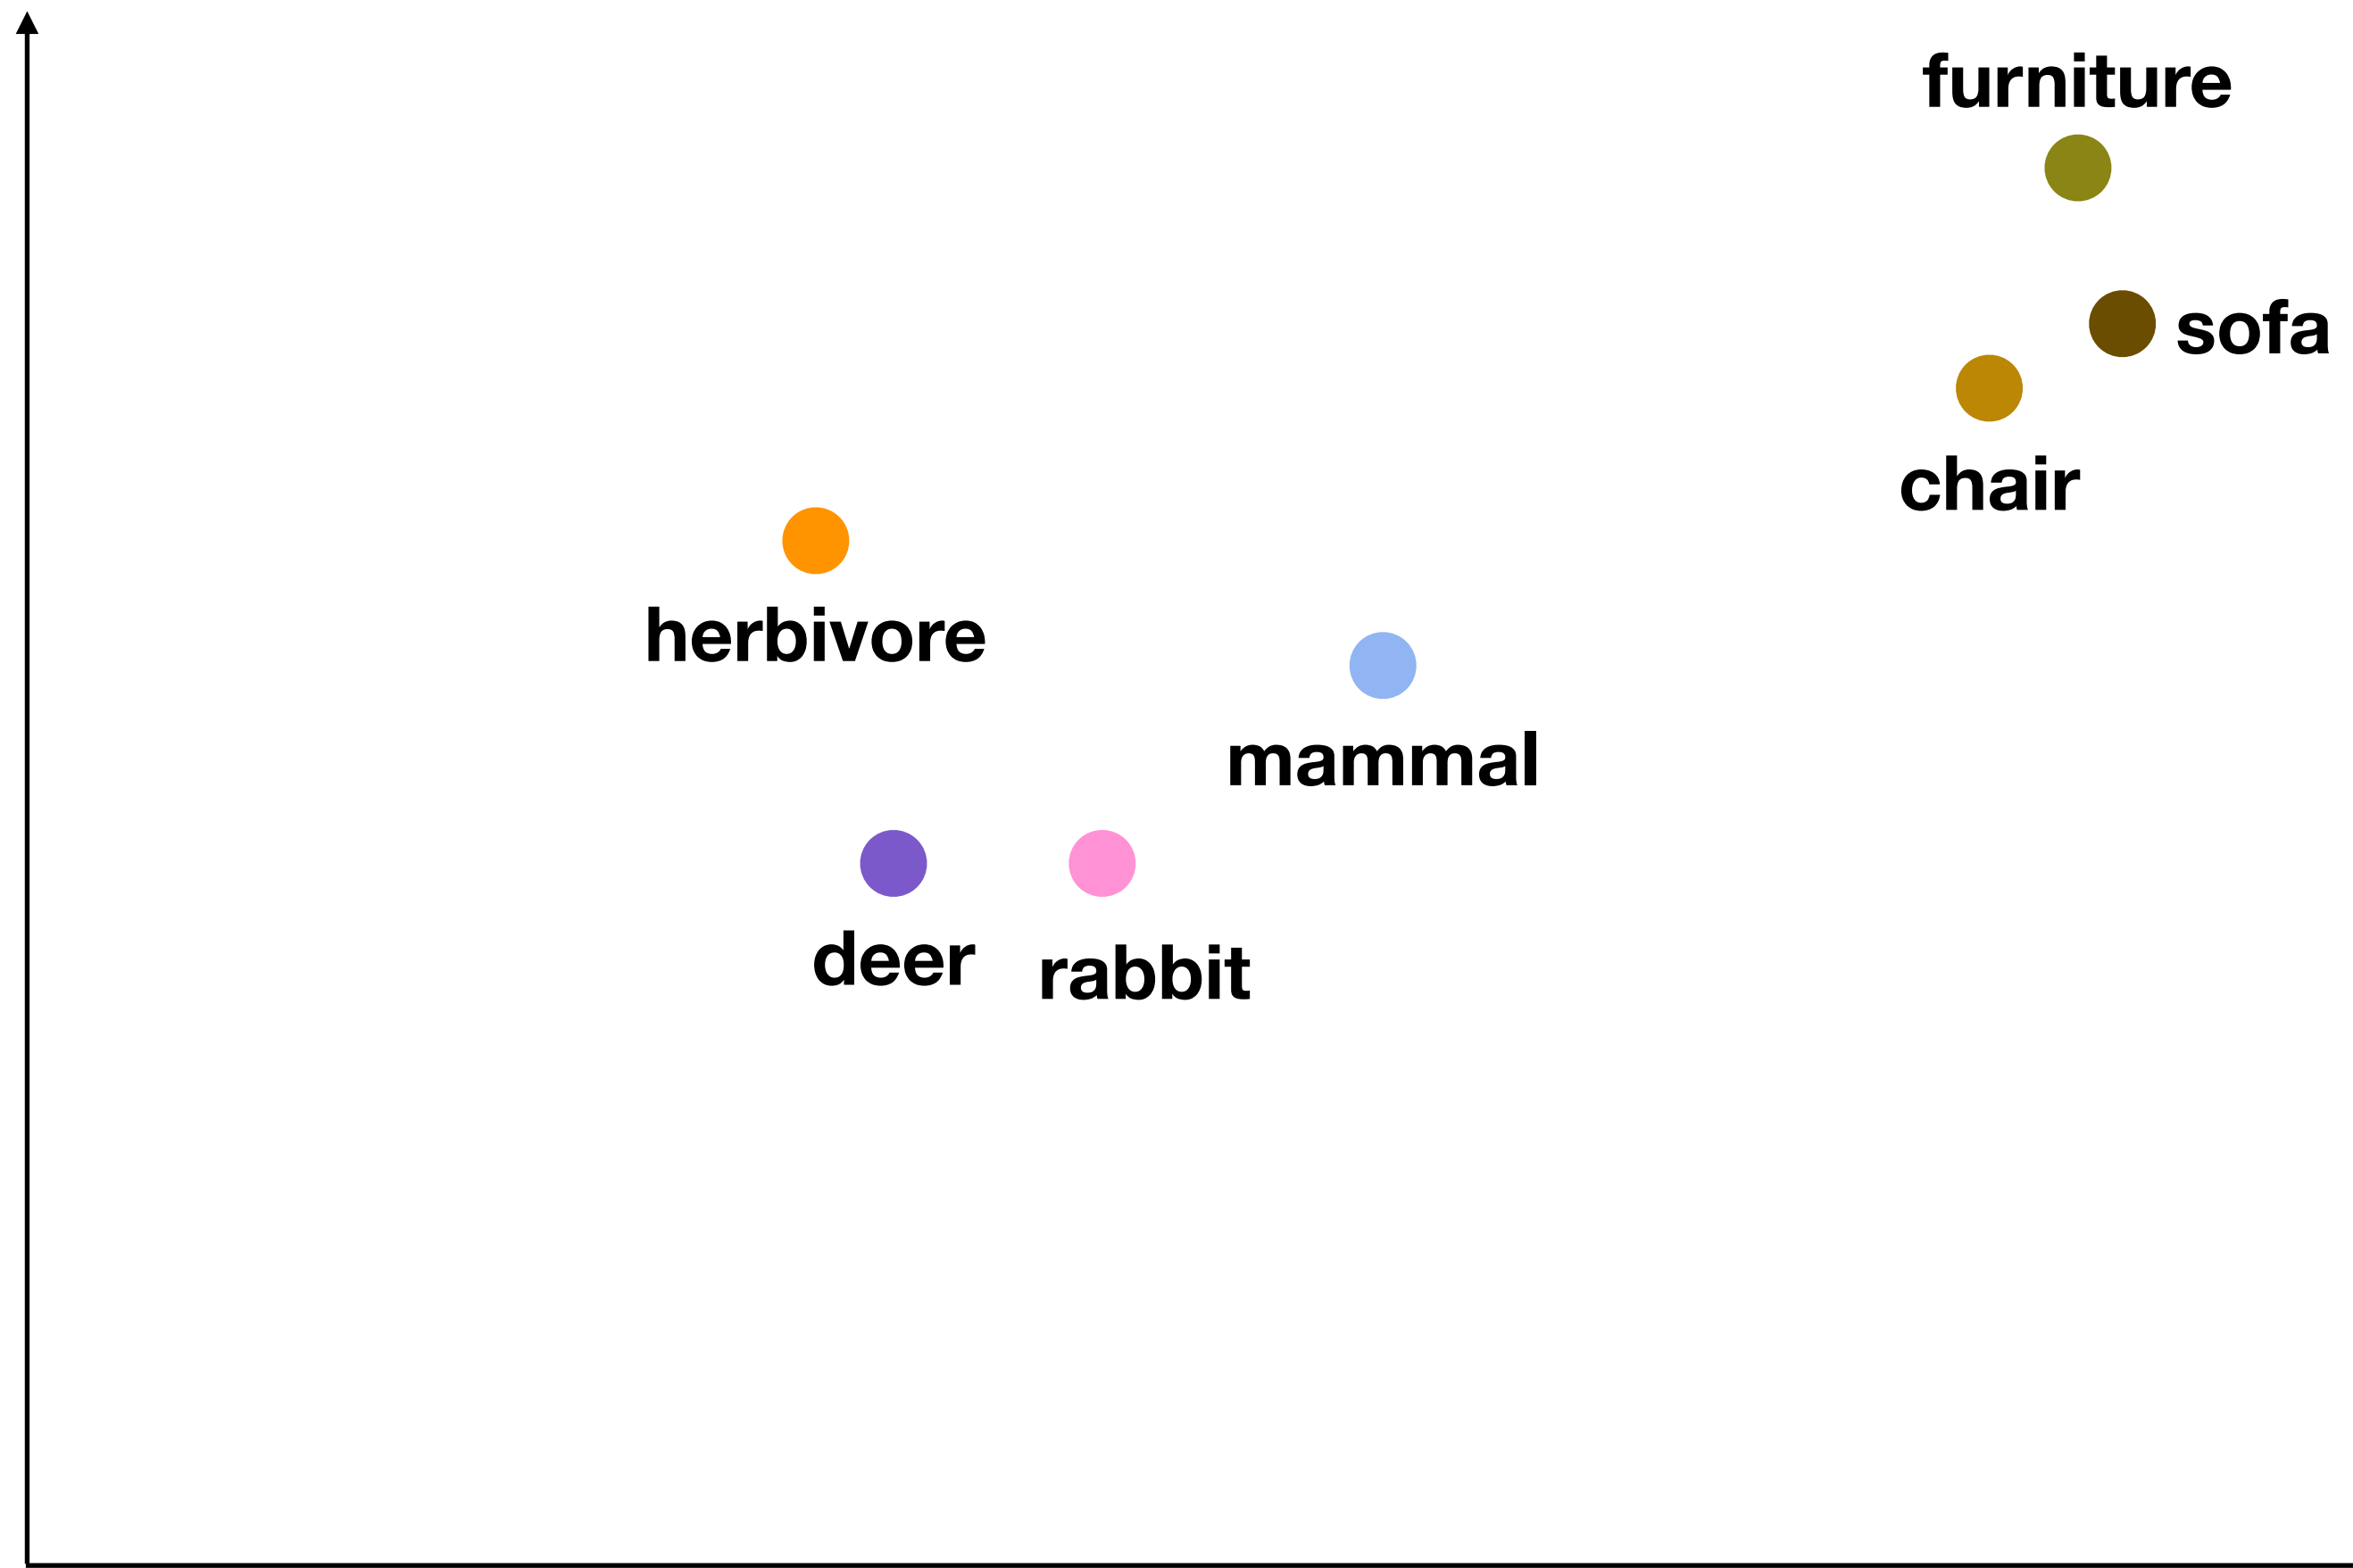 furniture
sofa
chair
herbivore
mammal
deer
rabbit